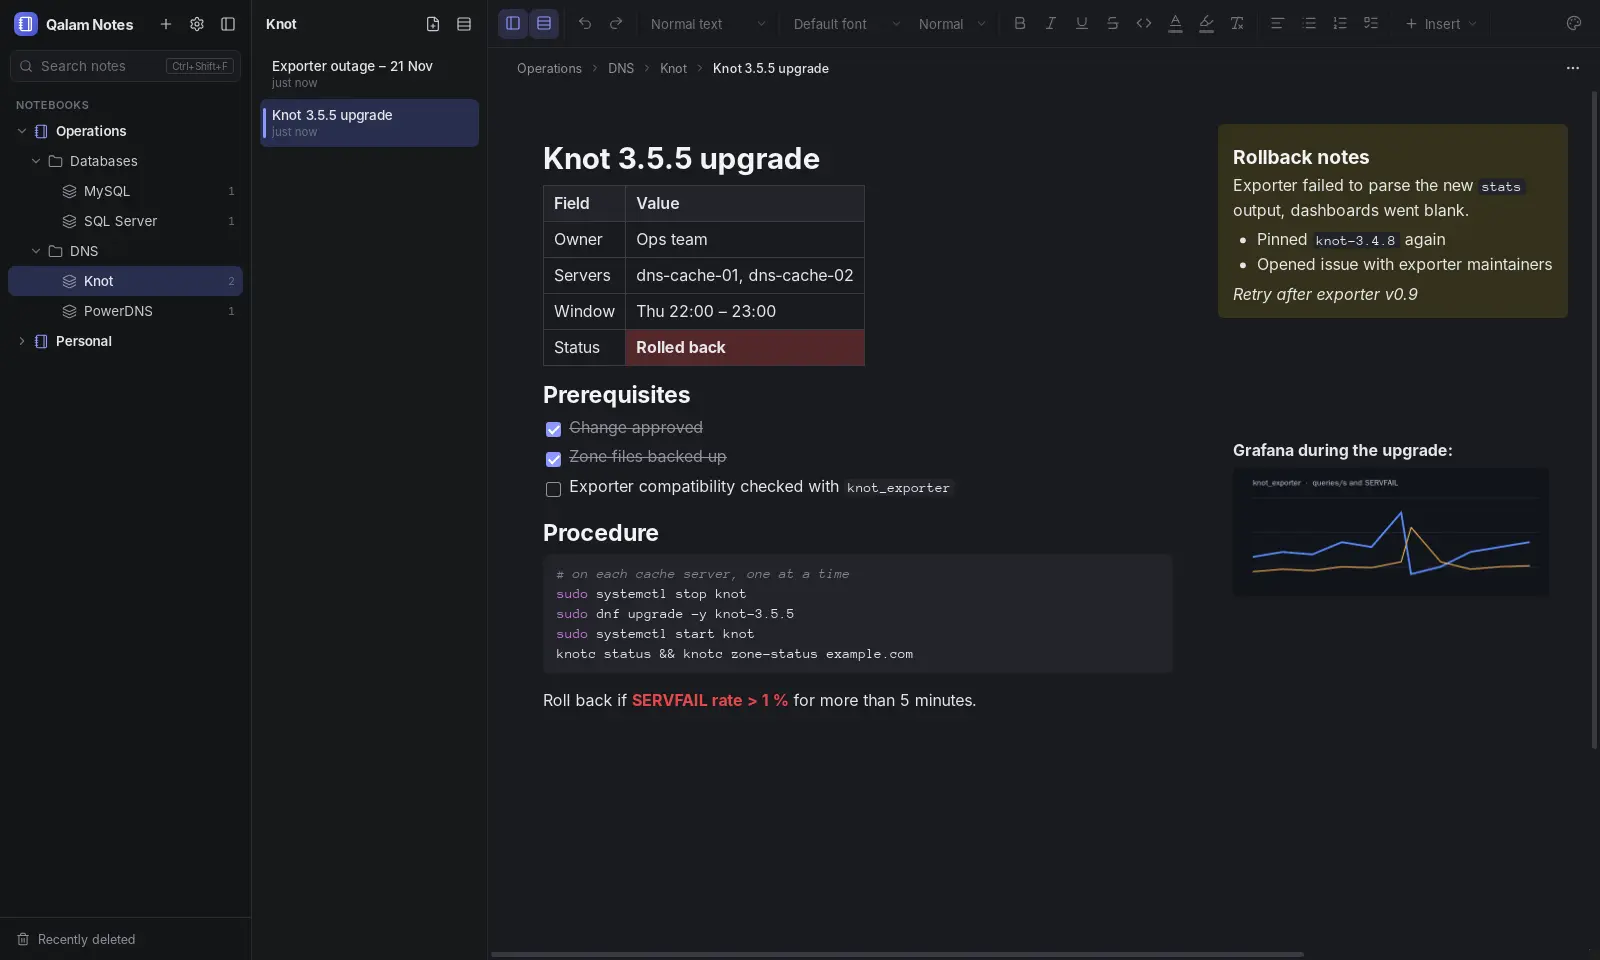 Qalam Notes
Search notes Ctrl+Shift+F
NOTEBOOKS
Operations
Databases
MySQL 1
SQL Server 1
DNS
Knot 2
PowerDNS 1
Personal
Recently deleted
Knot
Exporter outage – 21 Nov
just now
Knot 3.5.5 upgrade
just now
Normal text Default font Normal B I U S A Insert
Operations DNS Knot Knot 3.5.5 upgrade
Knot 3.5.5 upgrade
Field Value
Owner Ops team
Servers dns-cache-01, dns-cache-02
Window Thu 22:00 – 23:00
Status Rolled back
Prerequisites
Change approved
Zone files backed up
Exporter compatibility checked with knot_exporter
Procedure
# on each cache server, one at a time
sudo systemctl stop knot
sudo dnf upgrade -y knot-3.5.5
sudo systemctl start knot
knotc status && knotc zone-status example.com
Roll back if SERVFAIL rate > 1 % for more than 5 minutes.
Rollback notes
Exporter failed to parse the new stats
output, dashboards went blank.
Pinned knot-3.4.8 again
Opened issue with exporter maintainers
Retry after exporter v0.9
Grafana during the upgrade:
knot_exporter · queries/s and SERVFAIL